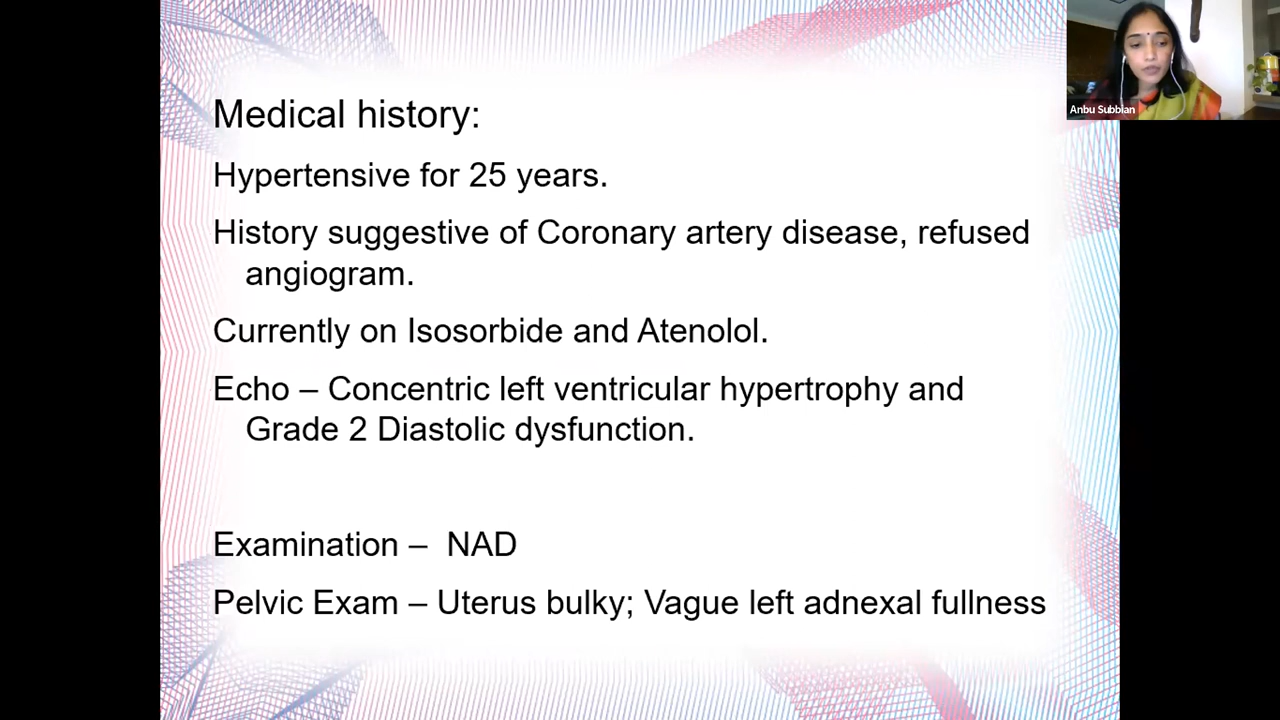 Medical history:
Hypertensive for 25 years.
History suggestive of Coronary artery disease, refused
angiogram.
Currently on Isosorbide and Atenolol.
Echo – Concentric left ventricular hypertrophy and
Grade 2 Diastolic dysfunction.
Examination – NAD
Pelvic Exam – Uterus bulky; Vague left adnexal fullness
Anbu Subbian